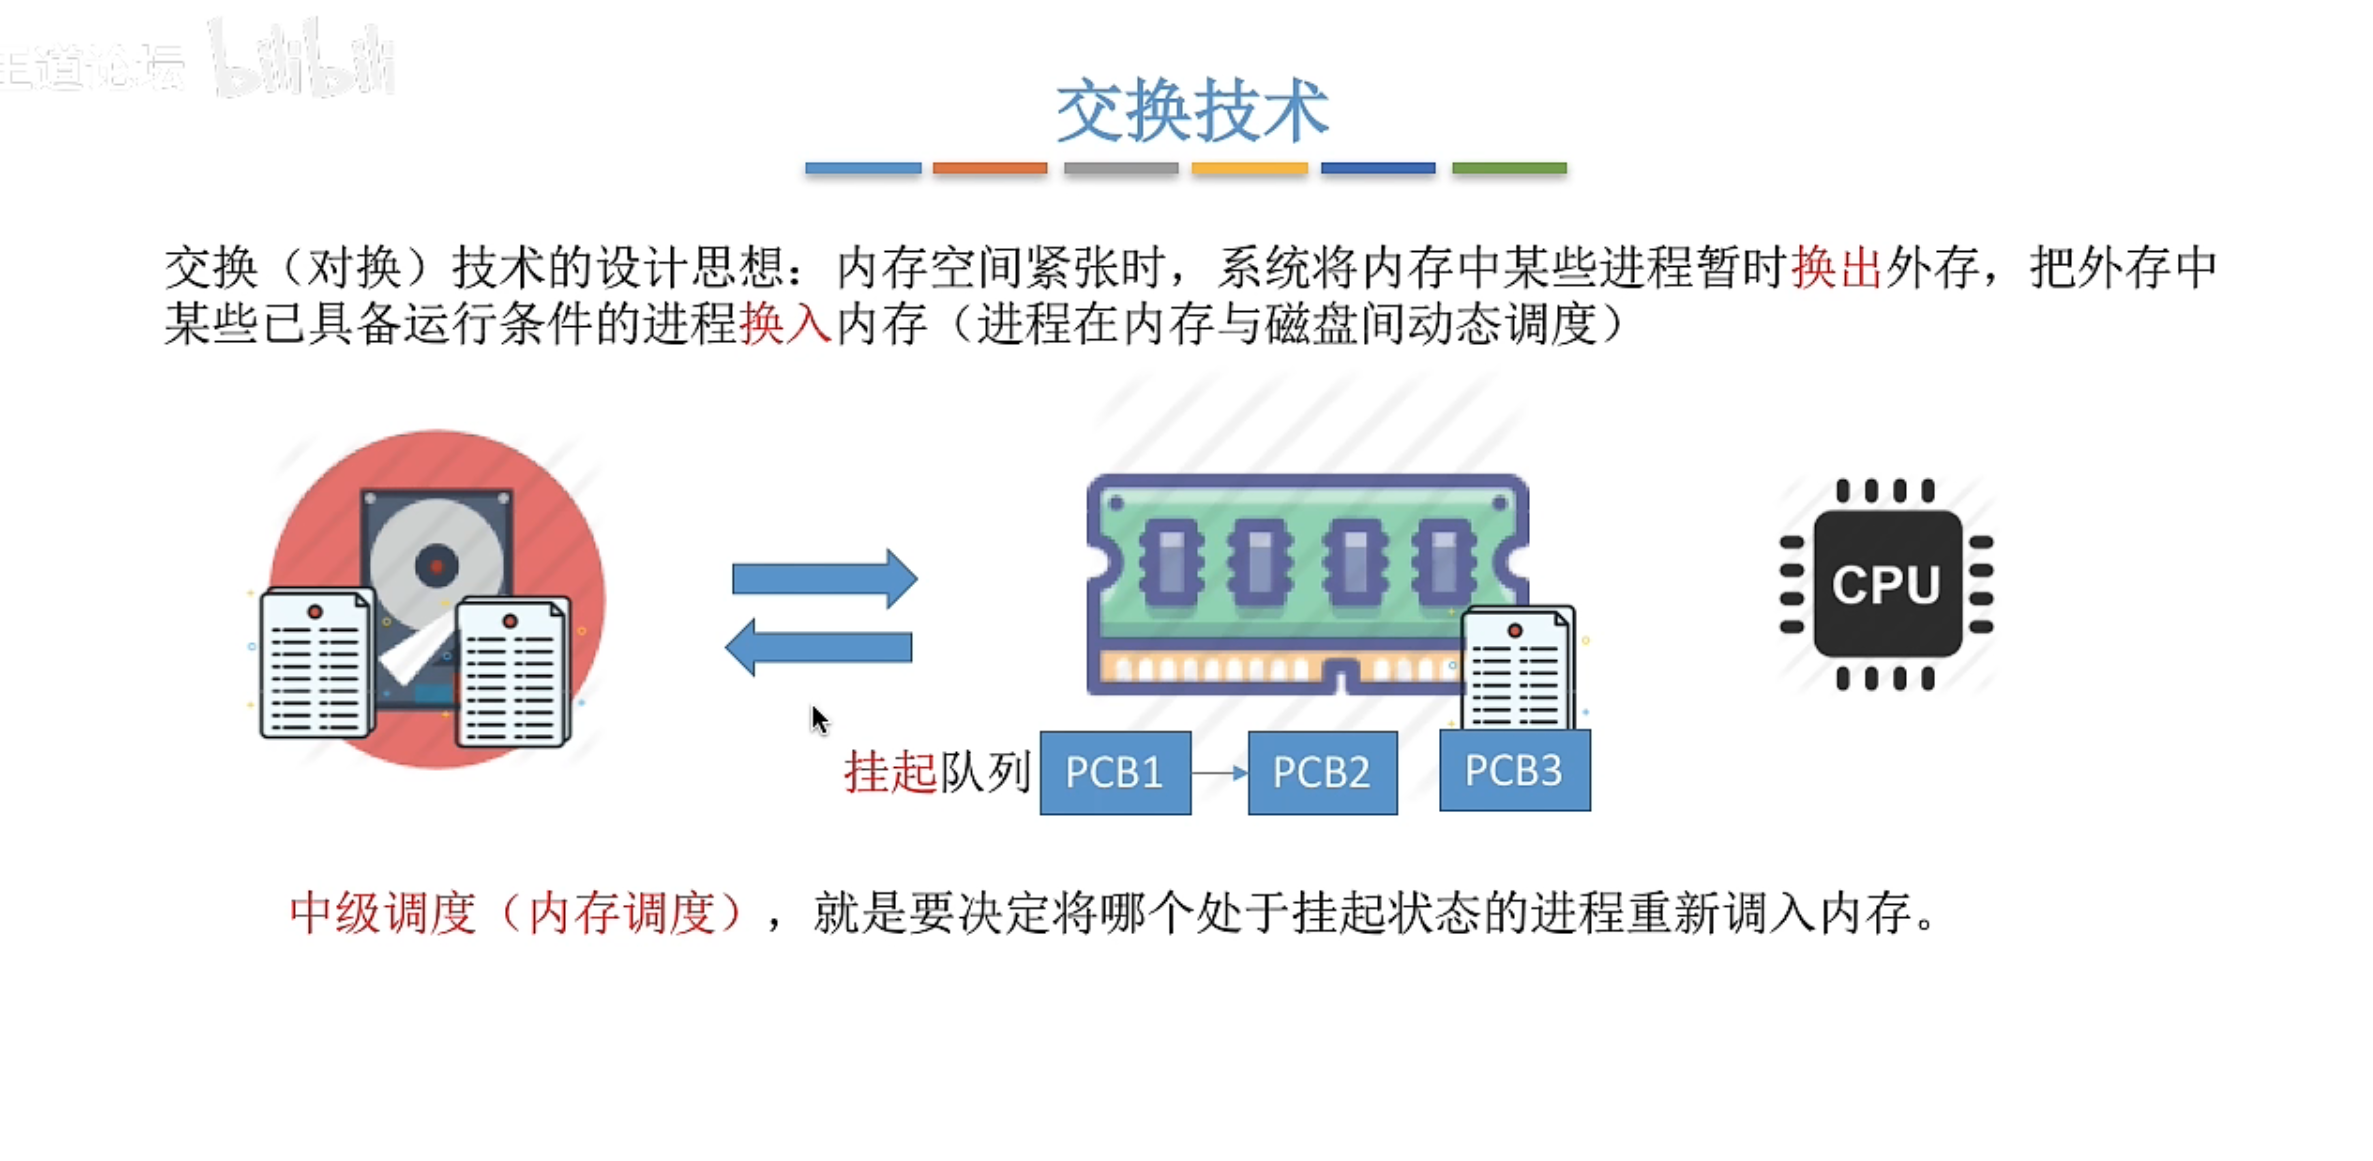 王道论坛 bilibili
交换技术
交换（对换）技术的设计思想：内存空间紧张时，系统将内存中某些进程暂时换出外存，把外存中
某些已具备运行条件的进程换入内存（进程在内存与磁盘间动态调度）
CPU
挂起队列 PCB1 PCB2 PCB3
中级调度（内存调度），就是要决定将哪个处于挂起状态的进程重新调入内存。